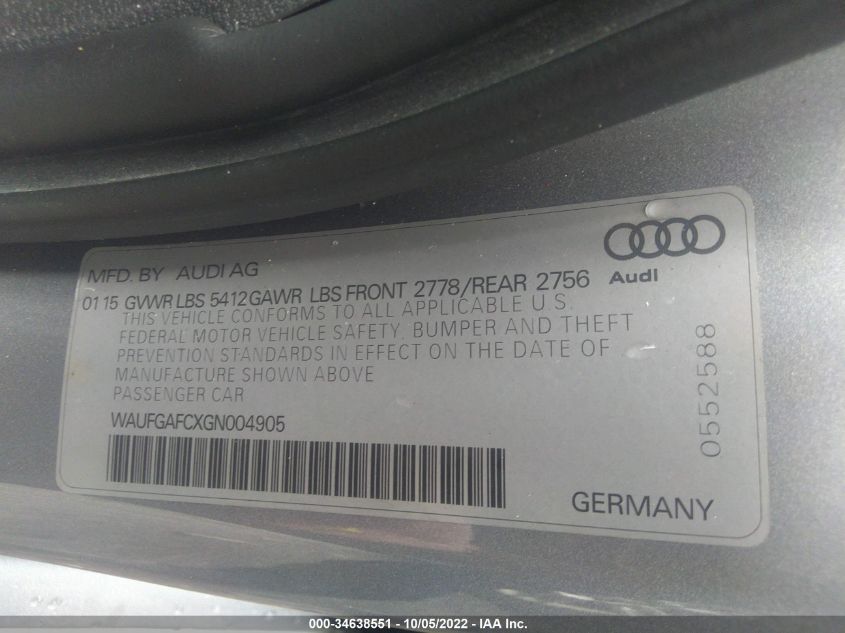 MFD. BY AUDI AG
Audi
01 15 GVWR LBS 5412 GAWR LBS FRONT 2778/REAR 2756
THIS VEHICLE CONFORMS TO ALL APPLICABLE U.S.
FEDERAL MOTOR VEHICLE SAFETY, BUMPER AND THEFT
PREVENTION STANDARDS IN EFFECT ON THE DATE OF
MANUFACTURE SHOWN ABOVE
PASSENGER CAR
WAUFGAFCXGN004905
0552588
GERMANY
000-34638551 - 10/05/2022 - IAA Inc.